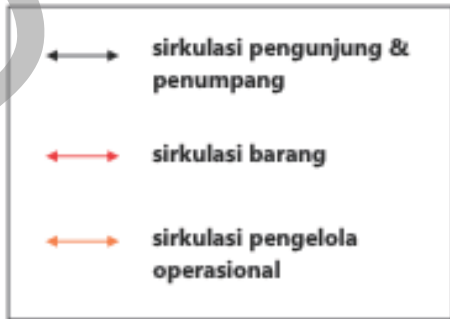 sirkulasi pengunjung &
penumpang
sirkulasi barang
sirkulasi pengelola
operasional